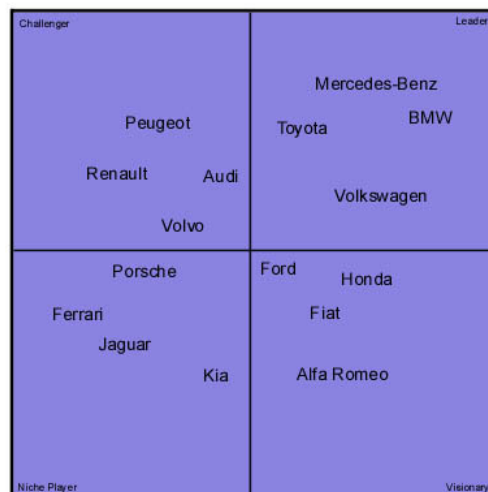 Challenger
Leader
Mercedes-Benz
BMW
Peugeot
Toyota
Renault
Audi
Volkswagen
Volvo
Porsche
Ford
Honda
Ferrari
Fiat
Jaguar
Kia
Alfa Romeo
Niche Player
Visionary